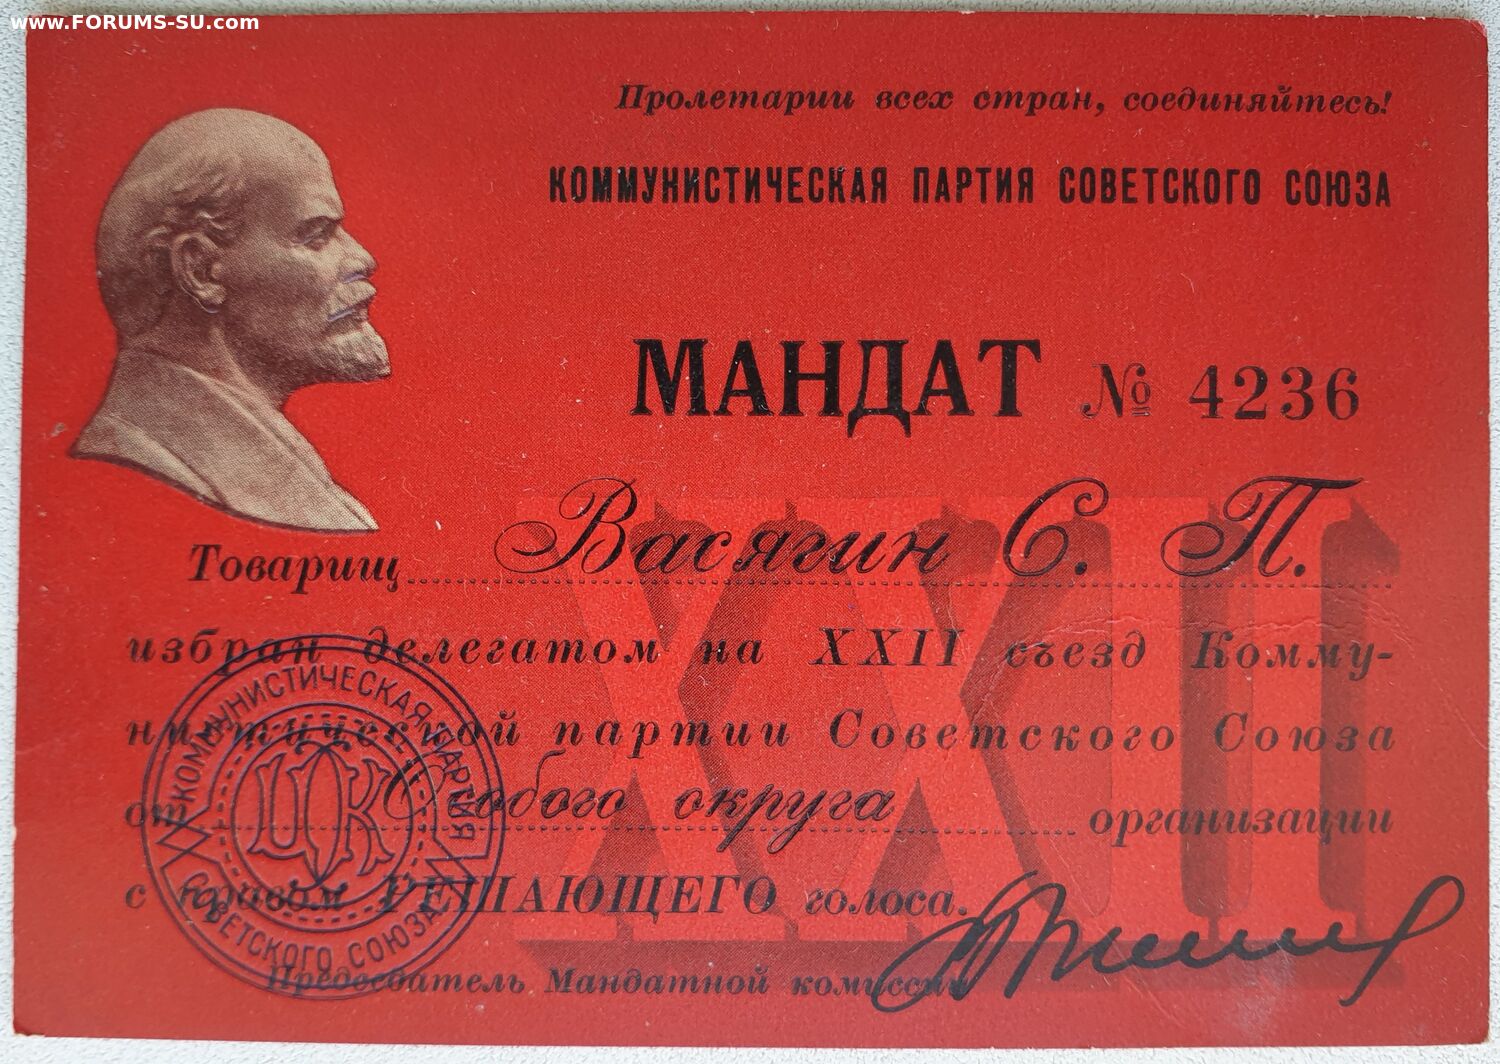 www.FORUMS-SU.com
Пролетарии всех стран, соединяйтесь!
КОММУНИСТИЧЕСКАЯ ПАРТИЯ СОВЕТСКОГО СОЮЗА
МАНДАТ № 4236
Товарищ Васягин С. П.
избран делегатом на XXII съезд Комму-
нистической партии Советского Союза
от Особого округа организации
с правом РЕШАЮЩЕГО голоса.
Председатель Мандатной комиссии
КОММУНИСТИЧЕСКАЯ ПАРТИЯ
СОВЕТСКОГО СОЮЗА
ЦК
XXII